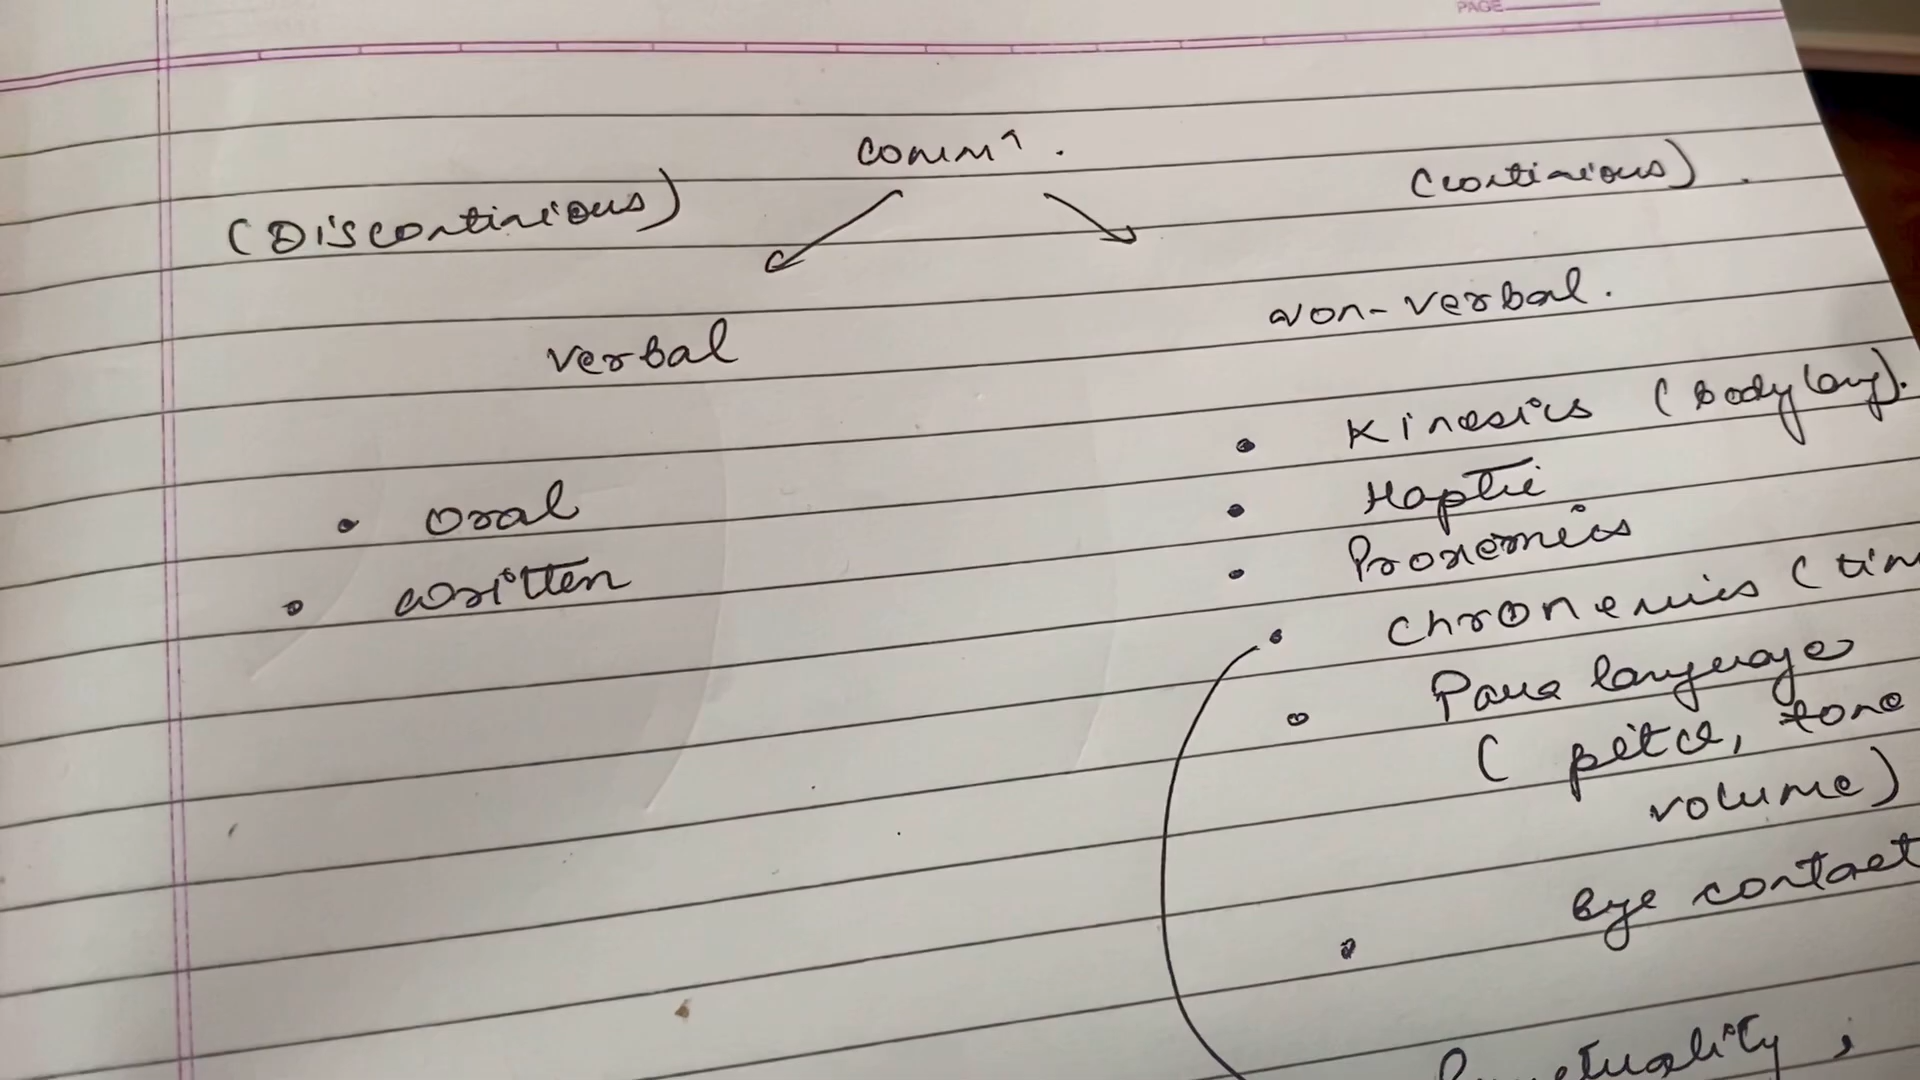 PAGE
commn.
(Discontinious)
(continious).
verbal
Non-verbal.
• Oral
• written
• Kinesics (Body lang).
• Haptic
• Proxemics
• Chronemics (tim
• Para language
( pitch, tone
volume)
• Eye contact
Punctuality,